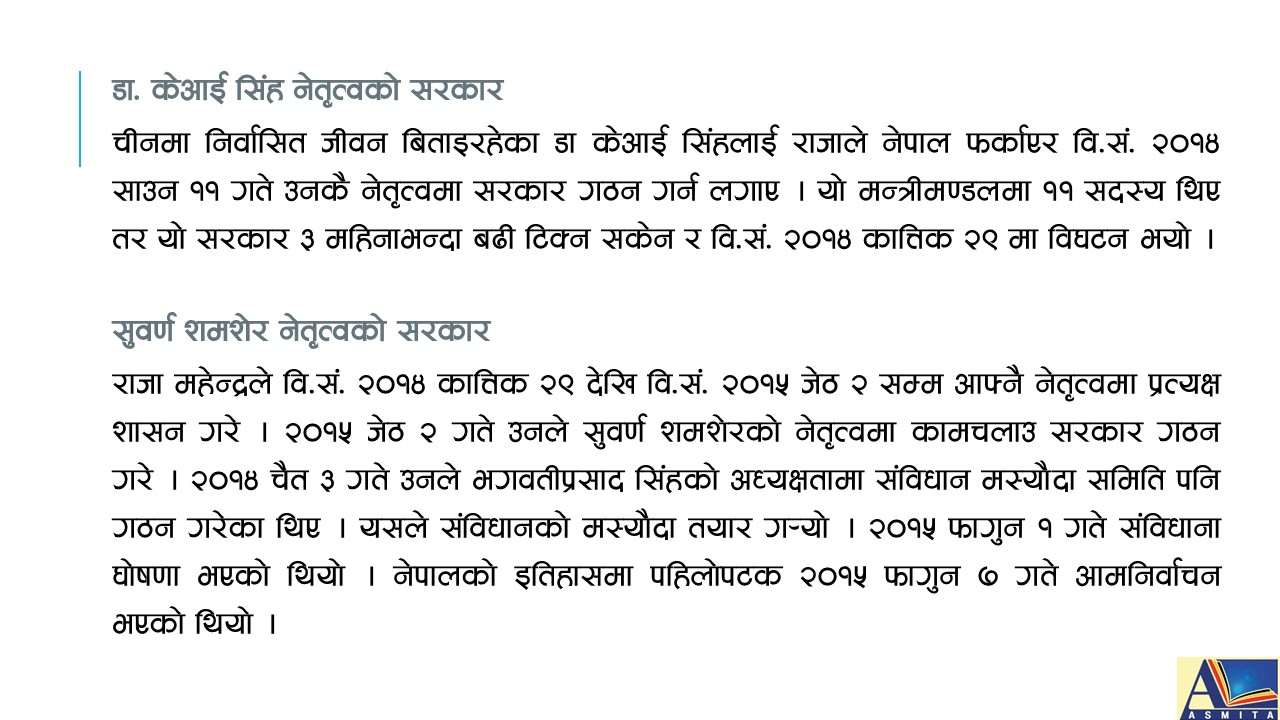 डा. केआई सिंह नेतृत्वको सरकार
चीनमा निर्वासित जीवन बिताइरहेका डा केआई सिंहलाई राजाले नेपाल फर्काएर वि.सं. २०१४
साउन ११ गते उनकै नेतृत्वमा सरकार गठन गर्न लगाए । यो मन्त्रीमण्डलमा ११ सदस्य थिए
तर यो सरकार ३ महिनाभन्दा बढी टिक्न सकेन र वि.सं. २०१४ कात्तिक २९ मा विघटन भयो ।
सुवर्ण शमशेर नेतृत्वको सरकार
राजा महेन्द्रले वि.सं. २०१४ कात्तिक २९ देखि वि.सं. २०१५ जेठ २ सम्म आफ्नै नेतृत्वमा प्रत्यक्ष
शासन गरे । २०१५ जेठ २ गते उनले सुवर्ण शमशेरको नेतृत्वमा कामचलाउ सरकार गठन
गरे । २०१४ चैत ३ गते उनले भगवतीप्रसाद सिंहको अध्यक्षतामा संविधान मस्यौदा समिति पनि
गठन गरेका थिए । यसले संविधानको मस्यौदा तयार गर्‍यो । २०१५ फागुन १ गते संविधाना
घोषणा भएको थियो । नेपालको इतिहासमा पहिलोपटक २०१५ फागुन ७ गते आमनिर्वाचन
भएको थियो ।
ASMITA